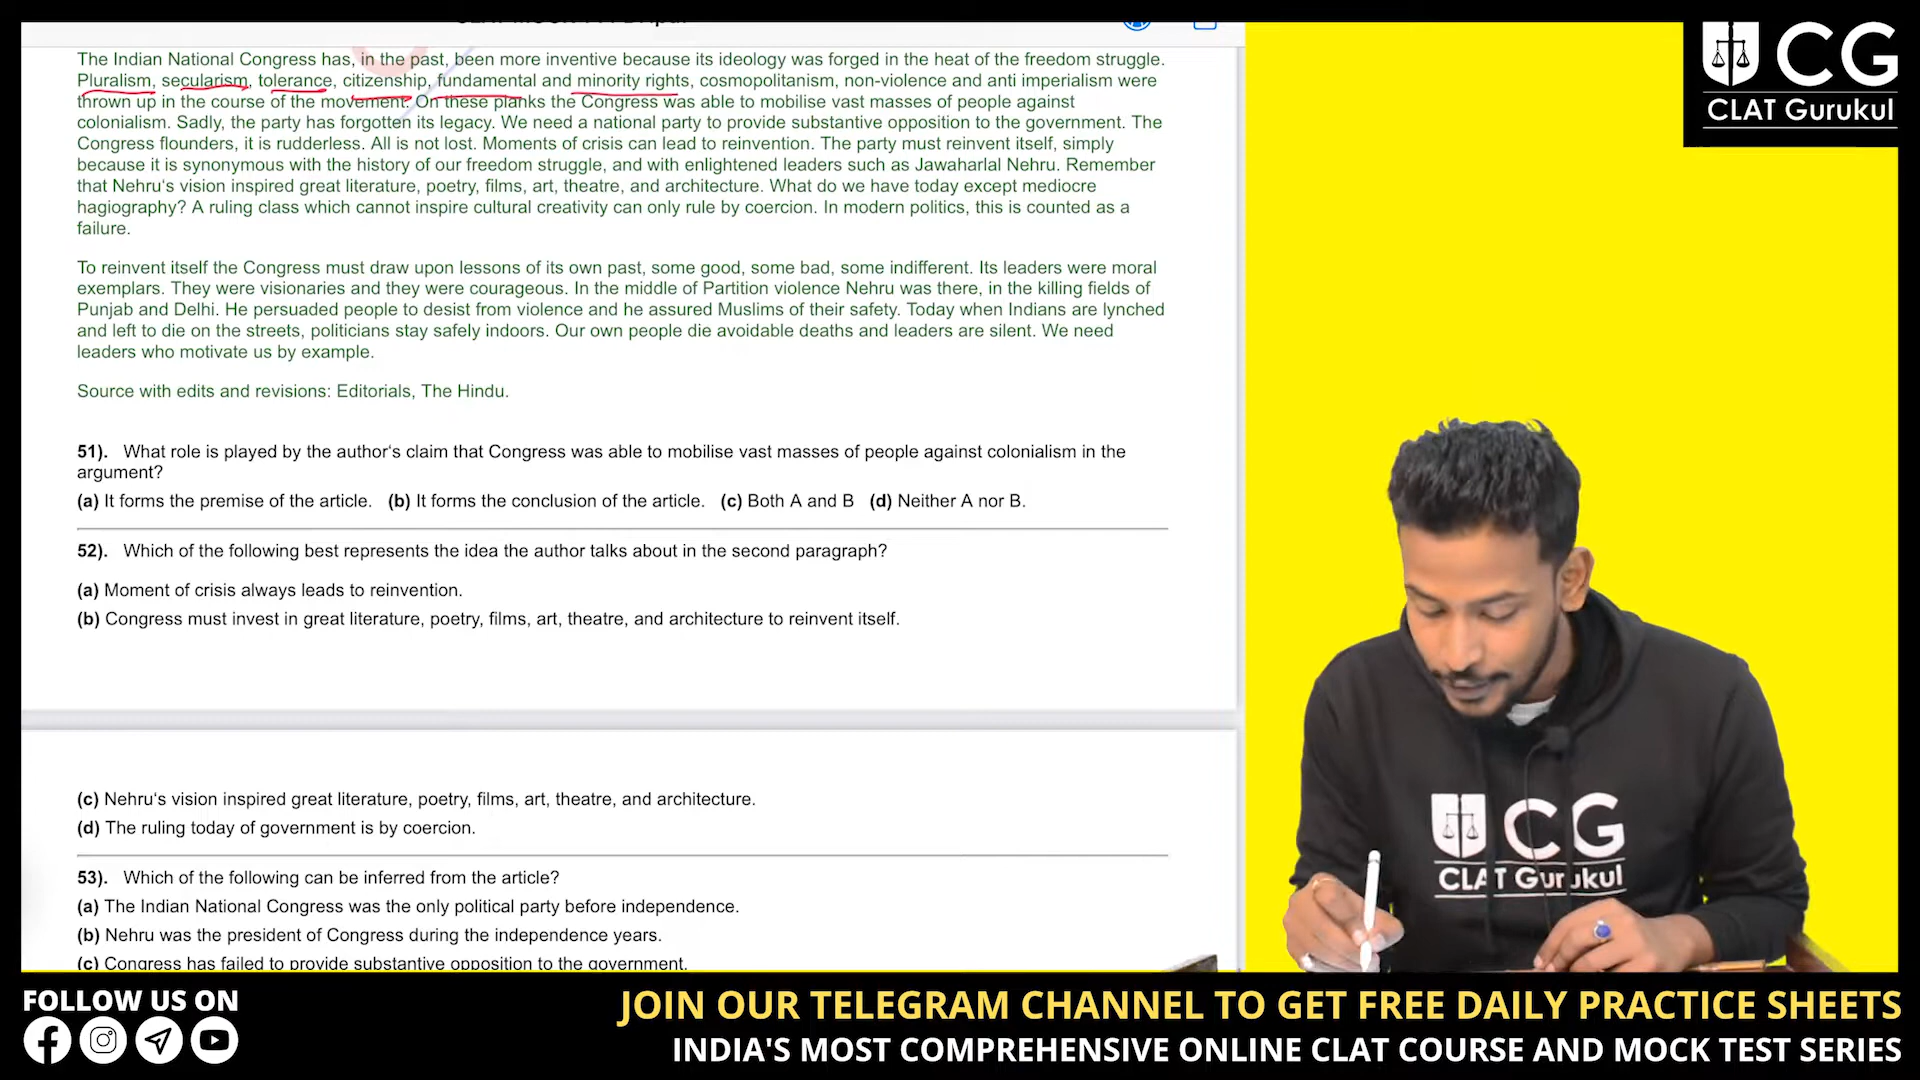 The Indian National Congress has, in the past, been more inventive because its ideology was forged in the heat of the freedom struggle.
Pluralism, secularism, tolerance, citizenship, fundamental and minority rights, cosmopolitanism, non-violence and anti imperialism were
thrown up in the course of the movement. On these planks the Congress was able to mobilise vast masses of people against
colonialism. Sadly, the party has forgotten its legacy. We need a national party to provide substantive opposition to the government. The
Congress flounders, it is rudderless. All is not lost. Moments of crisis can lead to reinvention. The party must reinvent itself, simply
because it is synonymous with the history of our freedom struggle, and with enlightened leaders such as Jawaharlal Nehru. Remember
that Nehru's vision inspired great literature, poetry, films, art, theatre, and architecture. What do we have today except mediocre
hagiography? A ruling class which cannot inspire cultural creativity can only rule by coercion. In modern politics, this is counted as a
failure.
To reinvent itself the Congress must draw upon lessons of its own past, some good, some bad, some indifferent. Its leaders were moral
exemplars. They were visionaries and they were courageous. In the middle of Partition violence Nehru was there, in the killing fields of
Punjab and Delhi. He persuaded people to desist from violence and he assured Muslims of their safety. Today when Indians are lynched
and left to die on the streets, politicians stay safely indoors. Our own people die avoidable deaths and leaders are silent. We need
leaders who motivate us by example.
Source with edits and revisions: Editorials, The Hindu.
51). What role is played by the author's claim that Congress was able to mobilise vast masses of people against colonialism in the
argument?
(a) It forms the premise of the article. (b) It forms the conclusion of the article. (c) Both A and B (d) Neither A nor B.
52). Which of the following best represents the idea the author talks about in the second paragraph?
(a) Moment of crisis always leads to reinvention.
(b) Congress must invest in great literature, poetry, films, art, theatre, and architecture to reinvent itself.
(c) Nehru's vision inspired great literature, poetry, films, art, theatre, and architecture.
(d) The ruling today of government is by coercion.
53). Which of the following can be inferred from the article?
(a) The Indian National Congress was the only political party before independence.
(b) Nehru was the president of Congress during the independence years.
(c) Congress has failed to provide substantive opposition to the government.
CG
CLAT Gurukul
CG
CLAT Gurukul
FOLLOW US ON
JOIN OUR TELEGRAM CHANNEL TO GET FREE DAILY PRACTICE SHEETS
INDIA'S MOST COMPREHENSIVE ONLINE CLAT COURSE AND MOCK TEST SERIES